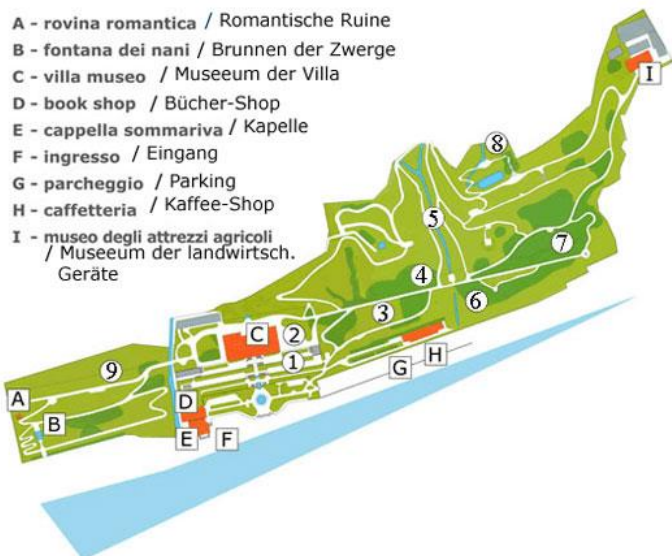 A - rovina romantica / Romantische Ruine
B - fontana dei nani / Brunnen der Zwerge
C - villa museo / Museeum der Villa
D - book shop / Bücher-Shop
E - cappella sommariva / Kapelle
F - ingresso / Eingang
G - parcheggio / Parking
H - caffetteria / Kaffee-Shop
I - museo degli attrezzi agricoli
/ Museeum der landwirtsch.
Geräte
I
8
5
7
4
6
3
C
2
1
H
G
9
A
B
D
E
F